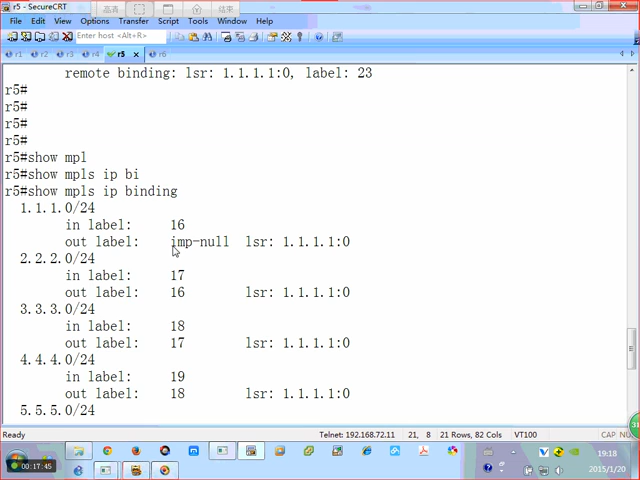 r5 - SecureCRT
高清
结束
File Edit View Options Transfer Script Tools Window Help
Enter host <Alt+R>
r1 r2 r3 r4 r5 r6
remote binding: lsr: 1.1.1.1:0, label: 23
r5#
r5#
r5#
r5#
r5#show mpl
r5#show mpls ip bi
r5#show mpls ip binding
1.1.1.0/24
in label: 16
out label: imp-null lsr: 1.1.1.1:0
2.2.2.0/24
in label: 17
out label: 16 lsr: 1.1.1.1:0
3.3.3.0/24
in label: 18
out label: 17 lsr: 1.1.1.1:0
4.4.4.0/24
in label: 19
out label: 18 lsr: 1.1.1.1:0
5.5.5.0/24
31
Ready Telnet: 192.168.72.11 21, 8 21 Rows, 82 Cols VT100 CAP NU
00:17:45
19:18
2015/1/20